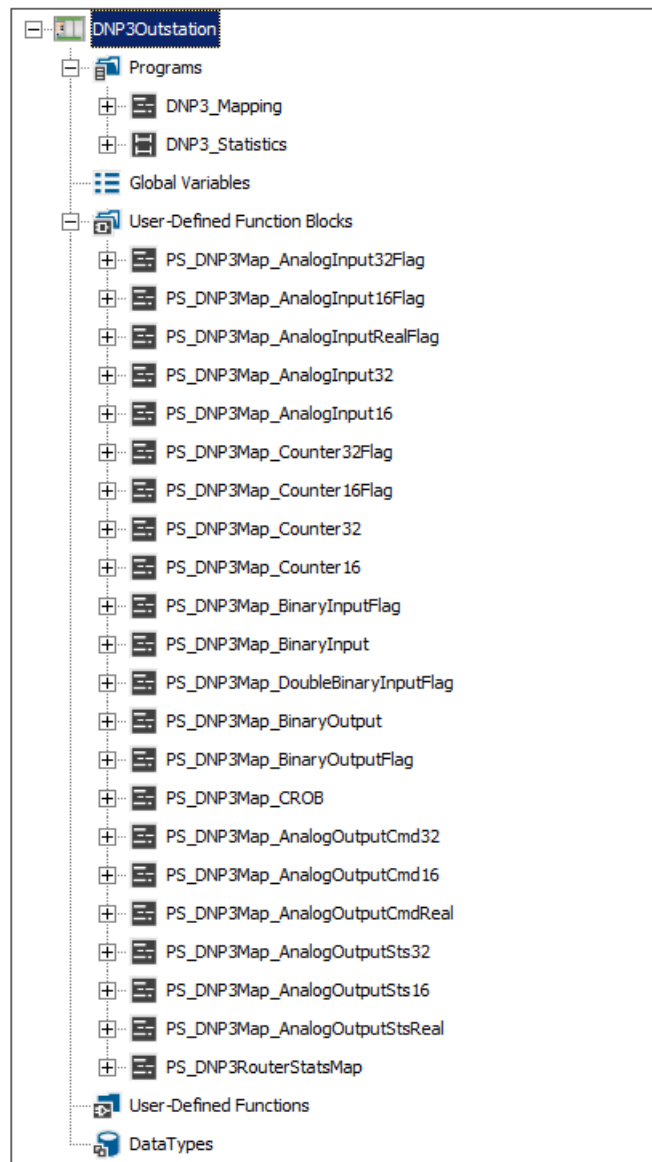 DNP3Outstation
Programs
DNP3_Mapping
DNP3_Statistics
Global Variables
User-Defined Function Blocks
PS_DNP3Map_AnalogInput32Flag
PS_DNP3Map_AnalogInput16Flag
PS_DNP3Map_AnalogInputRealFlag
PS_DNP3Map_AnalogInput32
PS_DNP3Map_AnalogInput16
PS_DNP3Map_Counter32Flag
PS_DNP3Map_Counter16Flag
PS_DNP3Map_Counter32
PS_DNP3Map_Counter16
PS_DNP3Map_BinaryInputFlag
PS_DNP3Map_BinaryInput
PS_DNP3Map_DoubleBinaryInputFlag
PS_DNP3Map_BinaryOutput
PS_DNP3Map_BinaryOutputFlag
PS_DNP3Map_CROB
PS_DNP3Map_AnalogOutputCmd32
PS_DNP3Map_AnalogOutputCmd16
PS_DNP3Map_AnalogOutputCmdReal
PS_DNP3Map_AnalogOutputSts32
PS_DNP3Map_AnalogOutputSts16
PS_DNP3Map_AnalogOutputStsReal
PS_DNP3RouterStatsMap
User-Defined Functions
DataTypes